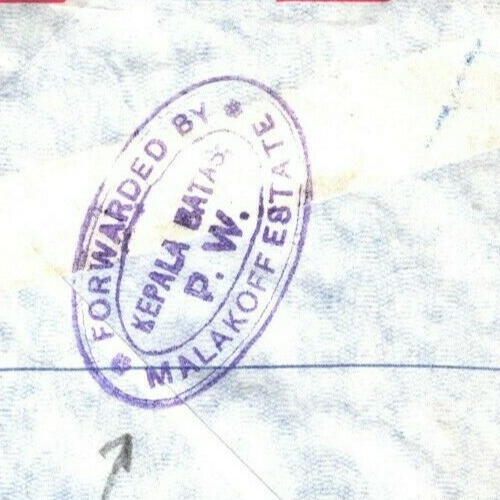 FORWARDED BY
KEPALA BATAS
P. W.
MALAKOFF ESTATE